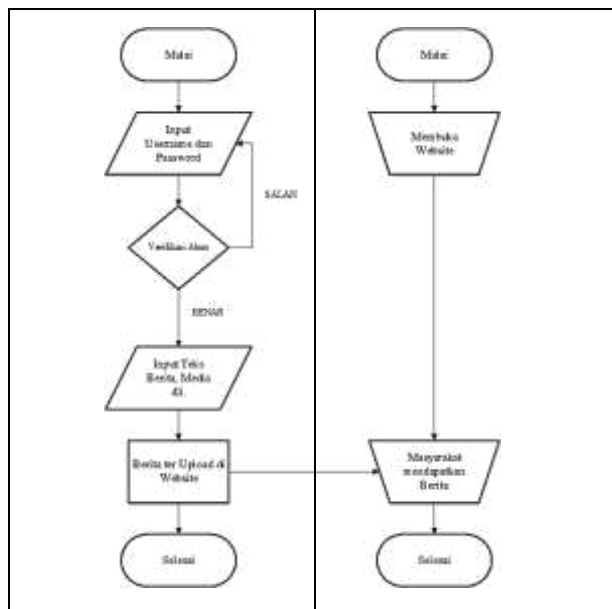 Mulai
Input
Username dan
Password
SALAH
Verifikasi Akun
BENAR
Input Teks
Berita, Media
dll.
Berita ter Upload di
Website
Selesai
Mulai
Membuka
Website
Masyarakat
mendapatkan
Berita
Selesai